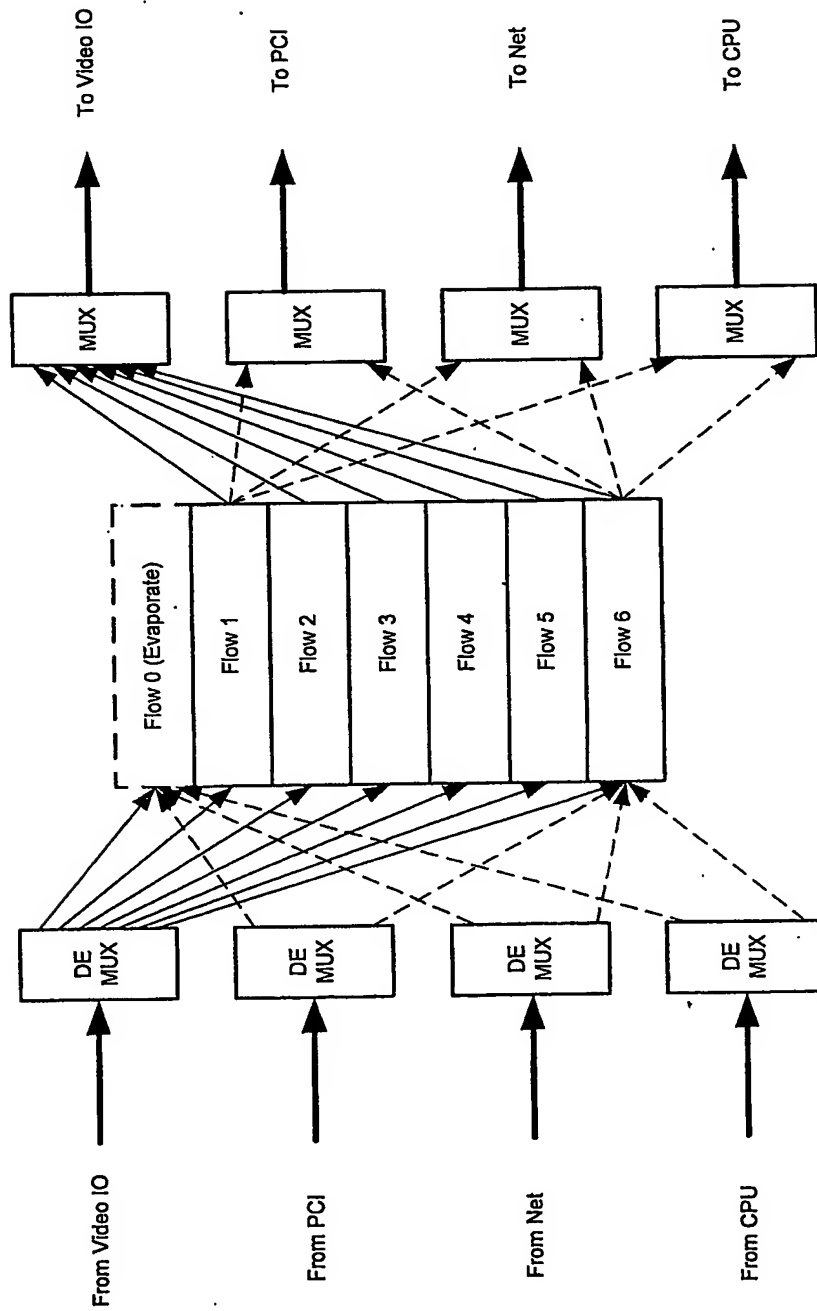 From Video IO
From PCI
From Net
From CPU
DE
MUX
DE
MUX
DE
MUX
DE
MUX
Flow 0 (Evaporate)
Flow 1
Flow 2
Flow 3
Flow 4
Flow 5
Flow 6
MUX
MUX
MUX
MUX
To Video IO
To PCI
To Net
To CPU